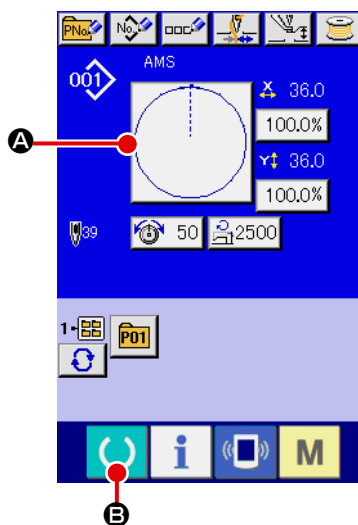 PNo. No.
AMS
001
X 36.0
100.0%
A
Y 36.0
100.0%
39 50 2500
1-
P01
i M
B